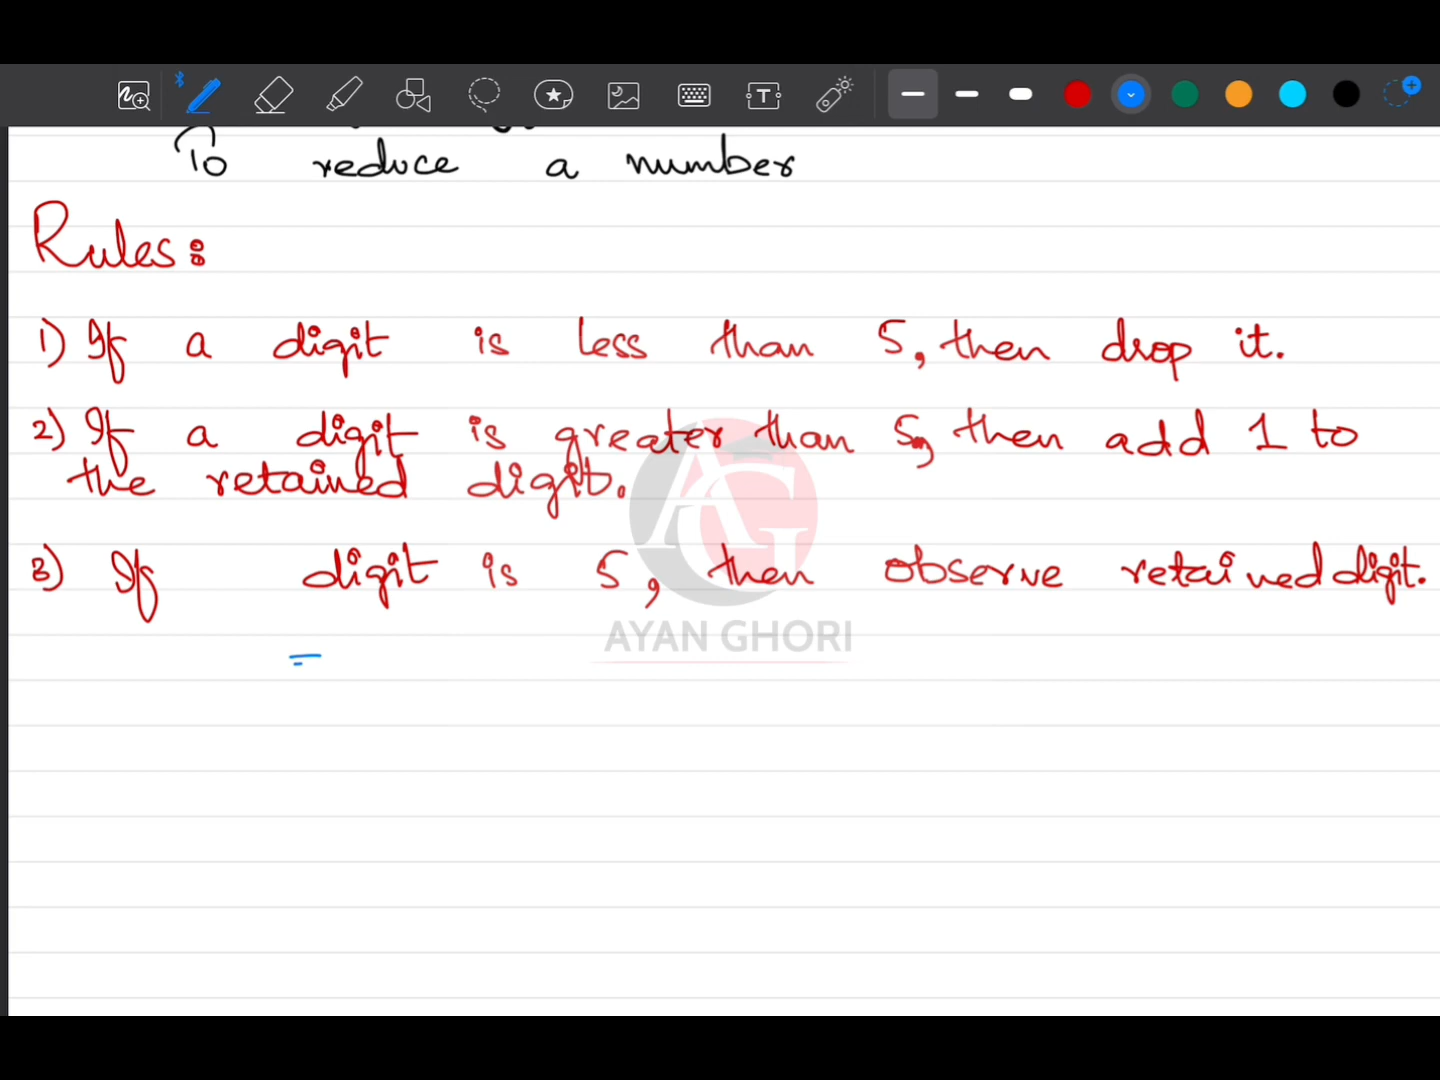 To reduce a number
Rules:
1) If a digit is less than 5, then drop it.
2) If a digit is greater than 5, then add 1 to
the retained digit.
3) If digit is 5, then observe retained digit.
AG
AYAN GHORI